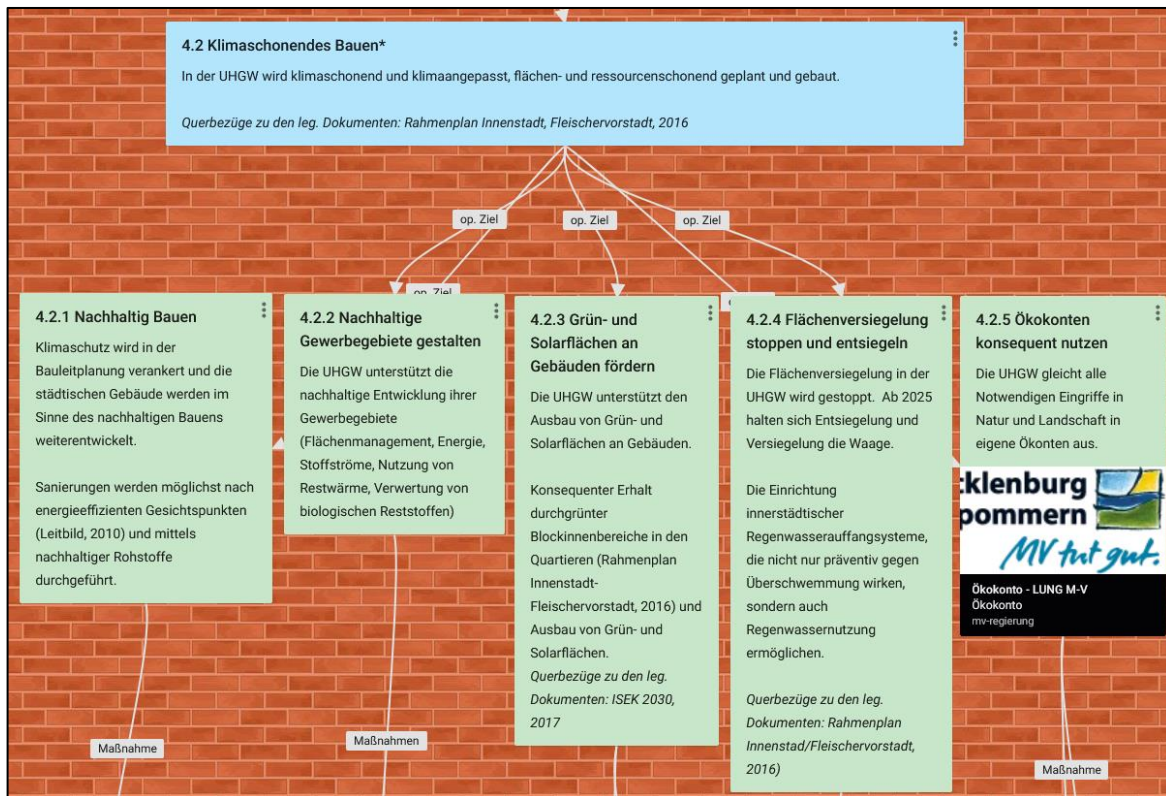 4.2 Klimaschonendes Bauen*
In der UHGW wird klimaschonend und klimaangepasst, flächen- und ressourcenschonend geplant und gebaut.
Querbezüge zu den leg. Dokumenten: Rahmenplan Innenstadt, Fleischervorstadt, 2016
op. Ziel
op. Ziel
op. Ziel
op. Ziel
4.2.1 Nachhaltig Bauen
Klimaschutz wird in der
Bauleitplanung verankert und die
städtischen Gebäude werden im
Sinne des nachhaltigen Bauens
weiterentwickelt.
Sanierungen werden möglichst nach
energieeffizienten Gesichtspunkten
(Leitbild, 2010) und mittels
nachhaltiger Rohstoffe
durchgeführt.
Maßnahme
4.2.2 Nachhaltige
Gewerbegebiete gestalten
Die UHGW unterstützt die
nachhaltige Entwicklung ihrer
Gewerbegebiete
(Flächenmanagement, Energie,
Stoffströme, Nutzung von
Restwärme, Verwertung von
biologischen Reststoffen)
Maßnahmen
4.2.3 Grün- und
Solarflächen an
Gebäuden fördern
Die UHGW unterstützt den
Ausbau von Grün- und
Solarflächen an Gebäuden.
Konsequenter Erhalt
durchgrünter
Blockinnenbereiche in den
Quartieren (Rahmenplan
Innenstadt-
Fleischervorstadt, 2016) und
Ausbau von Grün- und
Solarflächen.
Querbezüge zu den leg.
Dokumenten: ISEK 2030,
2017
4.2.4 Flächenversiegelung
stoppen und entsiegeln
Die Flächenversiegelung in der
UHGW wird gestoppt. Ab 2025
halten sich Entsiegelung und
Versiegelung die Waage.
Die Einrichtung
innerstädtischer
Regenwasserauffangsysteme,
die nicht nur präventiv gegen
Überschwemmung wirken,
sondern auch
Regenwassernutzung
ermöglichen.
Querbezüge zu den leg.
Dokumenten: Rahmenplan
Innenstad/Fleischervorstadt,
2016)
4.2.5 Ökokonten
konsequent nutzen
Die UHGW gleicht alle
Notwendigen Eingriffe in
Natur und Landschaft in
eigene Ökonten aus.
cklenburg
pommern
MV tut gut.
Ökokonto - LUNG M-V
Ökokonto
mv-regierung
Maßnahme